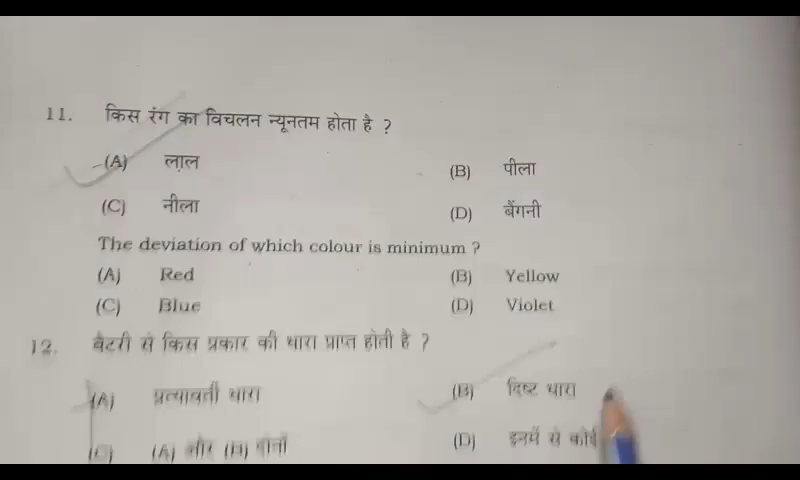 11. किस रंग का विचलन न्यूनतम होता है ?
(A) लाल (B) पीला
(C) नीला (D) बैंगनी
The deviation of which colour is minimum ?
(A) Red (B) Yellow
(C) Blue (D) Violet
12. बैटरी से किस प्रकार की धारा प्राप्त होती है ?
(A) प्रत्यावर्ती धारा (B) दिष्ट धारा
(C) (A) और (B) दोनों (D) इनमें से कोई